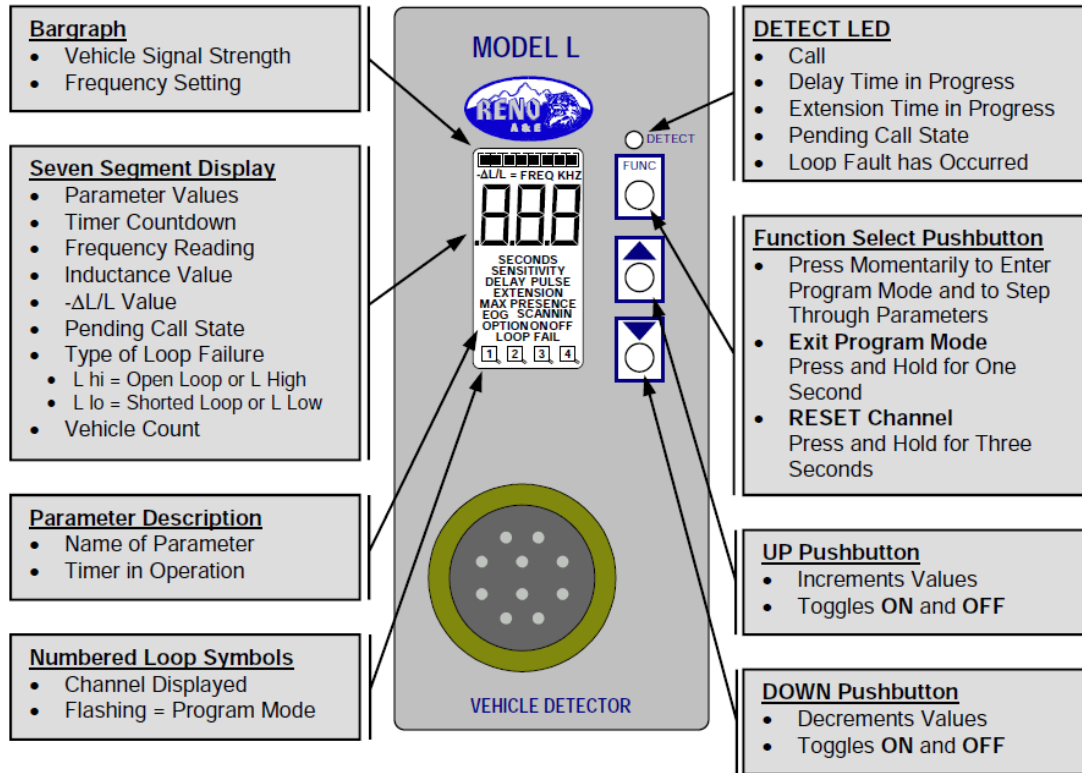 Bargraph
• Vehicle Signal Strength
• Frequency Setting
Seven Segment Display
• Parameter Values
• Timer Countdown
• Frequency Reading
• Inductance Value
• -ΔL/L Value
• Pending Call State
• Type of Loop Failure
• L hi = Open Loop or L High
• L lo = Shorted Loop or L Low
• Vehicle Count
Parameter Description
• Name of Parameter
• Timer in Operation
Numbered Loop Symbols
• Channel Displayed
• Flashing = Program Mode
MODEL L
RENO
A & E
DETECT
FUNC
-ΔL/L = FREQ KHZ
8.8.8
SECONDS
SENSITIVITY
DELAY PULSE
EXTENSION
MAX PRESENCE
EOG SCANNIN
OPTION ON OFF
LOOP FAIL
1 2 3 4
VEHICLE DETECTOR
DETECT LED
• Call
• Delay Time in Progress
• Extension Time in Progress
• Pending Call State
• Loop Fault has Occurred
Function Select Pushbutton
• Press Momentarily to Enter
Program Mode and to Step
Through Parameters
• Exit Program Mode
Press and Hold for One
Second
• RESET Channel
Press and Hold for Three
Seconds
UP Pushbutton
• Increments Values
• Toggles ON and OFF
DOWN Pushbutton
• Decrements Values
• Toggles ON and OFF